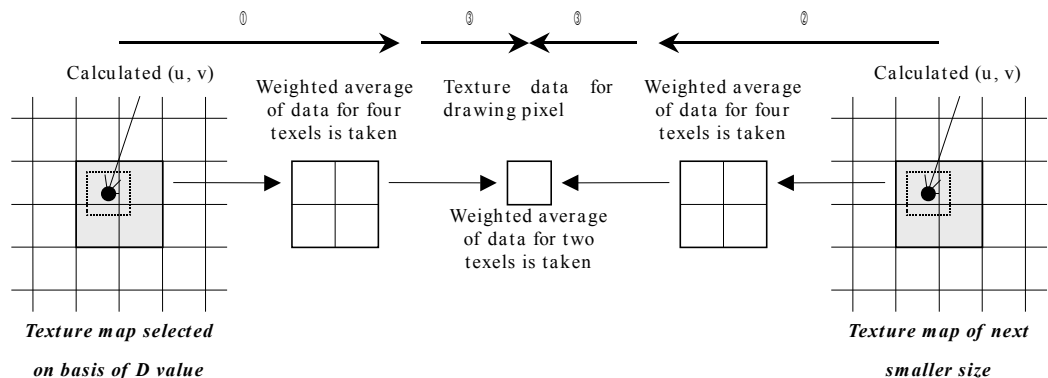 ① ③ ③ ②
Calculated (u, v)
Weighted average
of data for four
texels is taken
Texture data for
drawing pixel
Weighted average
of data for four
texels is taken
Calculated (u, v)
Weighted average
of data for two
texels is taken
Texture map selected
on basis of D value
Texture map of next
smaller size